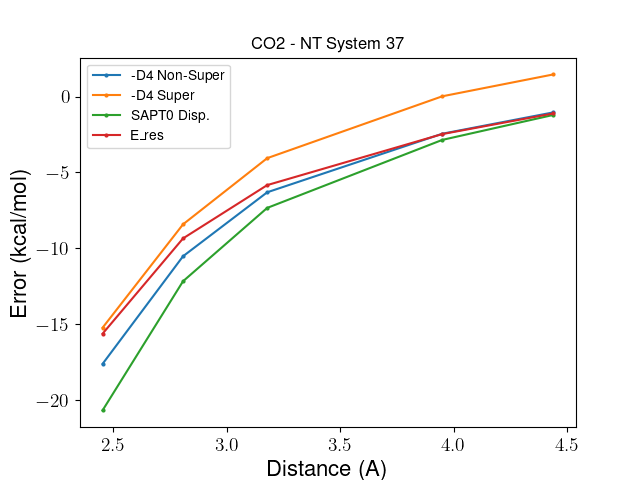 CO2 - NT System 37
-D4 Non-Super
-D4 Super
SAPT0 Disp.
E_res
Error (kcal/mol)
0
−5
−10
−15
−20
2.5 3.0 3.5 4.0 4.5
Distance (A)